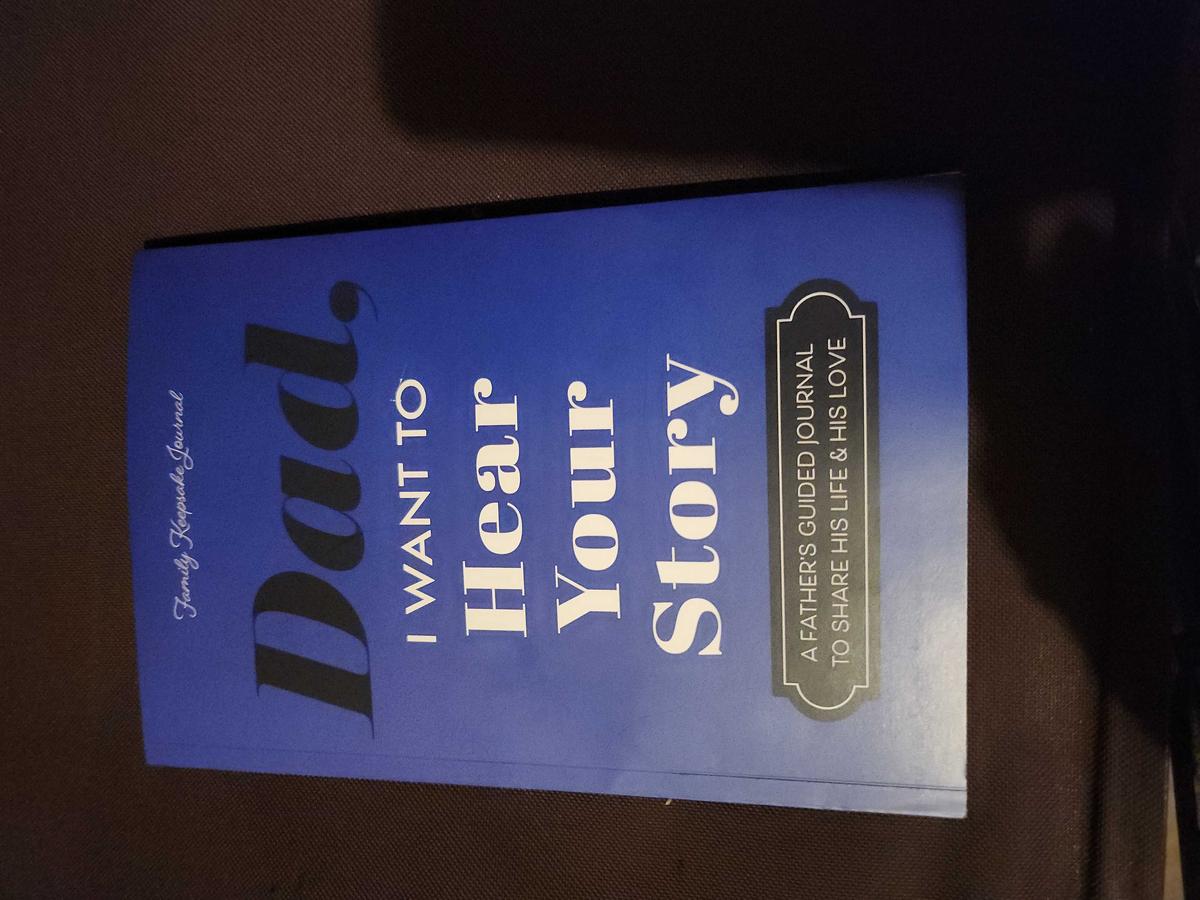 Family Keepsake Journal
Dad,
I WANT TO
Hear
Your
Story
A FATHER'S GUIDED JOURNAL
TO SHARE HIS LIFE & HIS LOVE